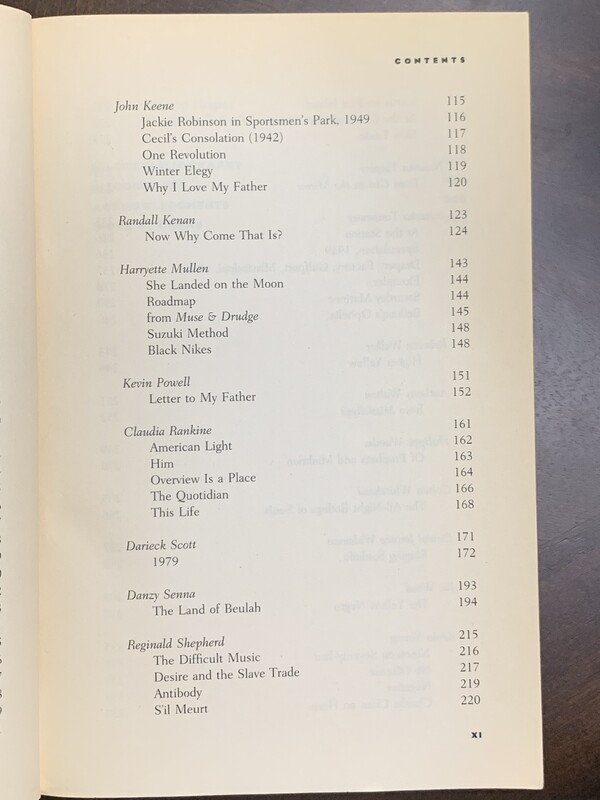 CONTENTS
John Keene 115
Jackie Robinson in Sportsmen's Park, 1949 116
Cecil's Consolation (1942) 117
One Revolution 118
Winter Elegy 119
Why I Love My Father 120
Randall Kenan 123
Now Why Come That Is? 124
Harryette Mullen 143
She Landed on the Moon 144
Roadmap 144
from Muse & Drudge 145
Suzuki Method 148
Black Nikes 148
Kevin Powell 151
Letter to My Father 152
Claudia Rankine 161
American Light 162
Him 163
Overview Is a Place 164
The Quotidian 166
This Life 168
Darieck Scott 171
1979 172
Danzy Senna 193
The Land of Beulah 194
Reginald Shepherd 215
The Difficult Music 216
Desire and the Slave Trade 217
Antibody 219
S'il Meurt 220
XI